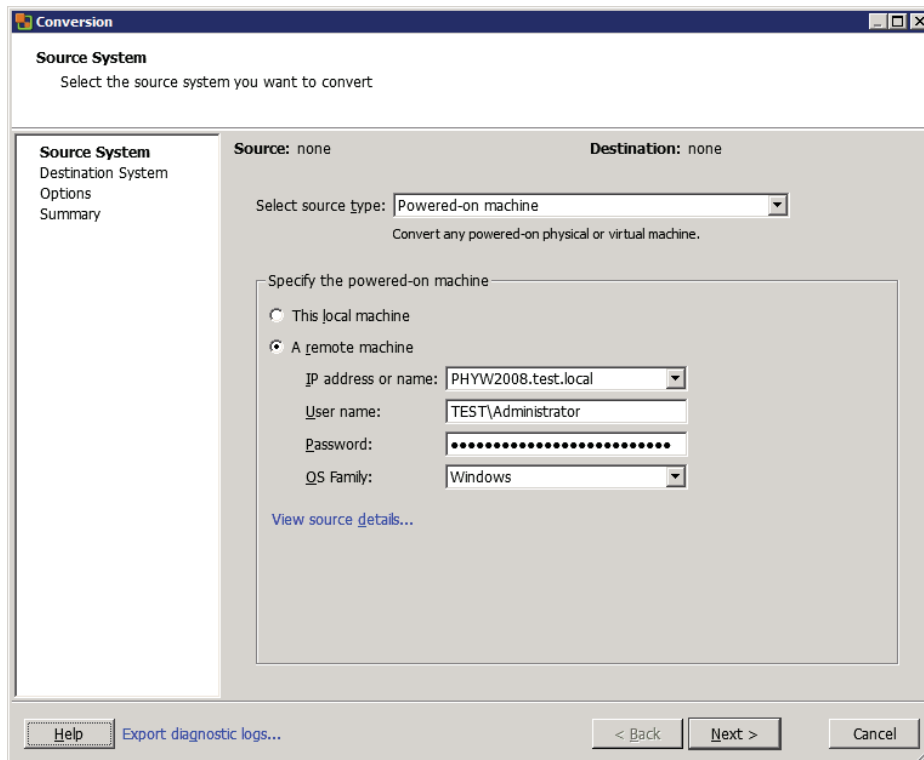 Conversion
Source System
Select the source system you want to convert
Source System
Destination System
Options
Summary
Source: none Destination: none
Select source type: Powered-on machine
Convert any powered-on physical or virtual machine.
Specify the powered-on machine
This local machine
A remote machine
IP address or name: PHYW2008.test.local
User name: TEST\Administrator
Password: ••••••••••••••••••••••••••
OS Family: Windows
View source details...
Help Export diagnostic logs... < Back Next > Cancel